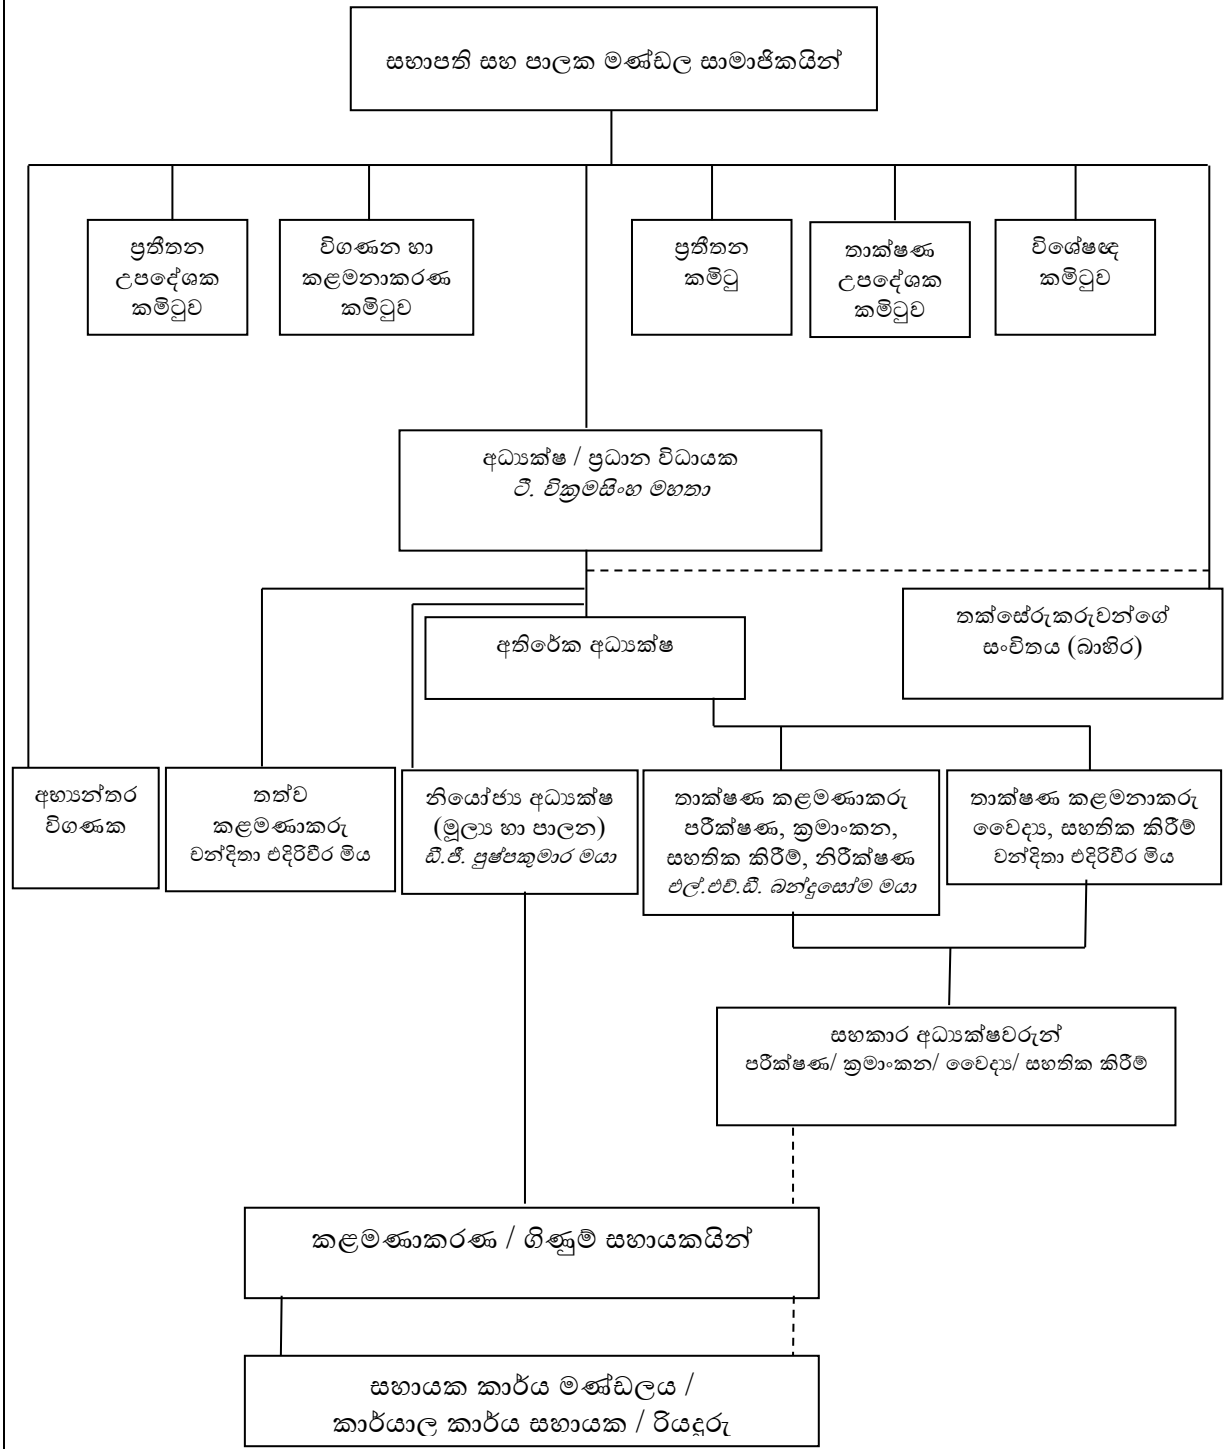 සභාපති සහ පාලක මණ්ඩල සාමාජිකයින්
ප්‍රතීතන
උපදේශක
කමිටුව
විගණන හා
කළමනාකරණ
කමිටුව
ප්‍රතීතන
කමිටු
තාක්ෂණ
උපදේශක
කමිටුව
විශේෂඥ
කමිටුව
අධ්‍යක්ෂ / ප්‍රධාන විධායක
ටී. වික්‍රමසිංහ මහතා
අතිරේක අධ්‍යක්ෂ
තක්සේරුකරුවන්ගේ
සංචිතය (බාහිර)
අභ්‍යන්තර
විගණක
තත්ව
කළමණාකරු
චන්දිතා එදිරිවීර මිය
නියෝජ්‍ය අධ්‍යක්ෂ
(මූල්‍ය හා පාලන)
ඩී.ජී. පුෂ්පකුමාර මයා
තාක්ෂණ කළමණාකරු
පරීක්ෂණ, ක්‍රමාංකන,
සහතික කිරීම්, නිරීක්ෂණ
එල්.එච්.ඩී. බන්දුසෝම මයා
තාක්ෂණ කළමනාකරු
වෛද්‍ය, සහතික කිරීම්
චන්දිතා එදිරිවීර මිය
සහකාර අධ්‍යක්ෂවරුන්
පරීක්ෂණ/ ක්‍රමාංකන/ වෛද්‍ය/ සහතික කිරීම්
කළමණාකරණ / ගිණුම් සහායකයින්
සහායක කාර්ය මණ්ඩලය /
කාර්යාල කාර්ය සහායක / රියදුරු